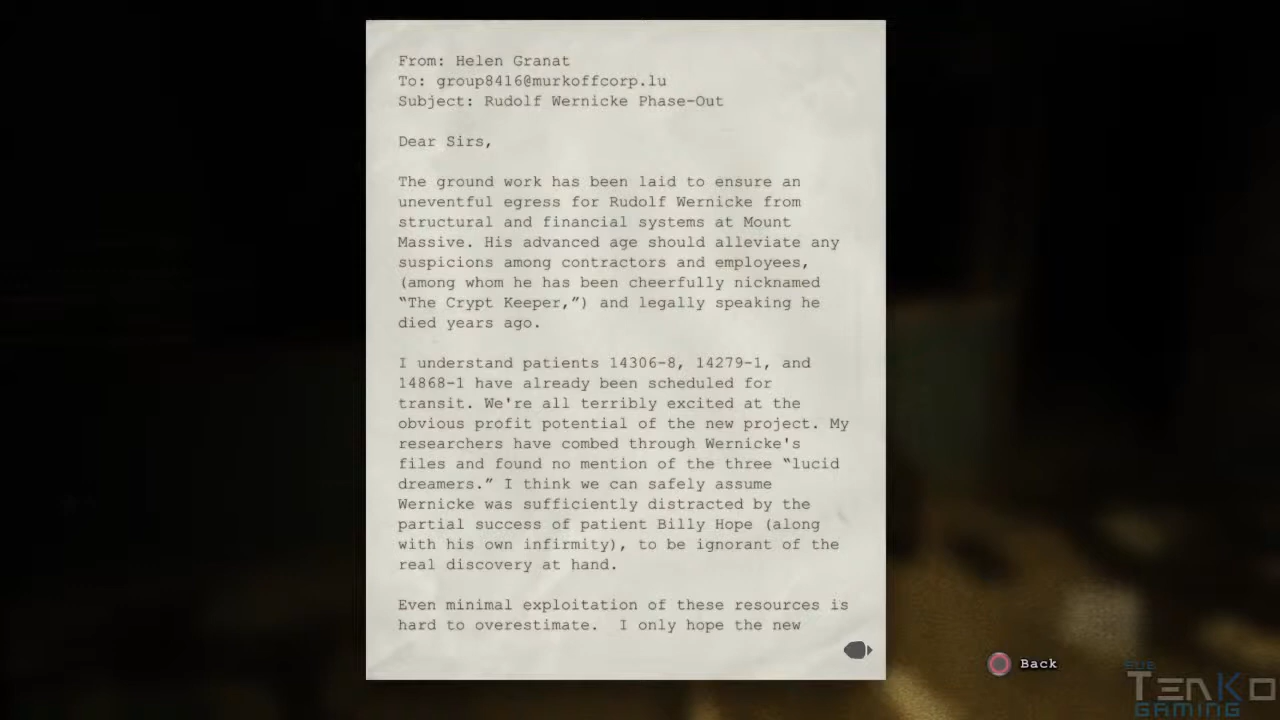 From: Helen Granat
To: group8416@murkoffcorp.lu
Subject: Rudolf Wernicke Phase-Out
Dear Sirs,
The ground work has been laid to ensure an
uneventful egress for Rudolf Wernicke from
structural and financial systems at Mount
Massive. His advanced age should alleviate any
suspicions among contractors and employees,
(among whom he has been cheerfully nicknamed
“The Crypt Keeper,”) and legally speaking he
died years ago.
I understand patients 14306-8, 14279-1, and
14868-1 have already been scheduled for
transit. We're all terribly excited at the
obvious profit potential of the new project. My
researchers have combed through Wernicke's
files and found no mention of the three “lucid
dreamers.” I think we can safely assume
Wernicke was sufficiently distracted by the
partial success of patient Billy Hope (along
with his own infirmity), to be ignorant of the
real discovery at hand.
Even minimal exploitation of these resources is
hard to overestimate.  I only hope the new
Back
TENKO
GAMING